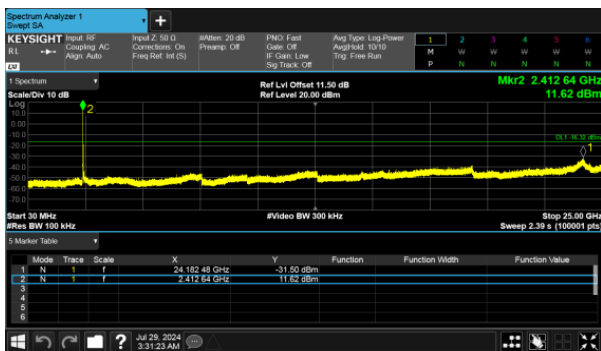 Spectrum Analyzer 1
Swept SA
+
KEYSIGHT Input: RF Input Z: 50 Ω #Atten: 20 dB PNO: Fast Avg Type: Log-Power 1 2 3 4 5 6
RL Coupling: AC Corrections: On Preamp: Off Gate: Off Avg|Hold: 10/10 M W W W W W
Align: Auto Freq Ref: Int (S) IF Gain: Low Trig: Free Run P N N N N N
LXI Sig Track: Off
1 Spectrum Ref Lvl Offset 11.50 dB Mkr2 2.412 64 GHz
Scale/Div 10 dB Ref Level 20.00 dBm 11.62 dBm
Log
10.0
0.00
-10.0
-20.0
-30.0
-40.0
-50.0
-60.0
-70.0
2
DL1 -16.32 dBm
1
Start 30 MHz #Video BW 300 kHz Stop 25.00 GHz
#Res BW 100 kHz Sweep 2.39 s (100001 pts)
5 Marker Table
Mode Trace Scale X Y Function Function Width Function Value
1 N 1 f 24.182 48 GHz -31.50 dBm
2 N 1 f 2.412 64 GHz 11.62 dBm
3
4
5
6
? Jul 29, 2024
3:31:23 AM